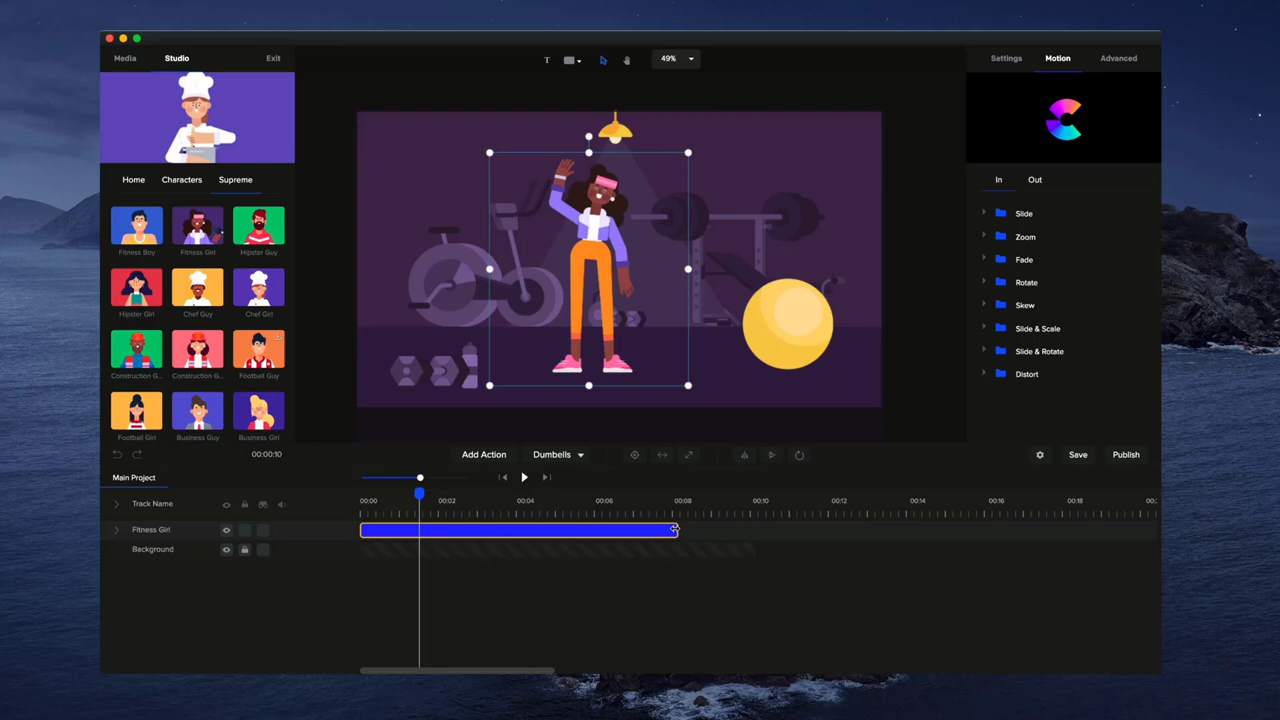 Media Studio Exit
T 49%
Settings Motion Advanced
Home Characters Supreme
In Out
Fitness Boy Fitness Girl Hipster Guy
Hipster Girl Chef Guy Chef Girl
Construction G... Construction G... Football Guy
Football Girl Business Guy Business Girl
Slide
Zoom
Fade
Rotate
Skew
Slide & Scale
Slide & Rotate
Distort
00:00:10 Add Action Dumbells Save Publish
Main Project
Track Name 00:00 00:02 00:04 00:06 00:08 00:10 00:12 00:14 00:16 00:18 00:2
Fitness Girl
Background